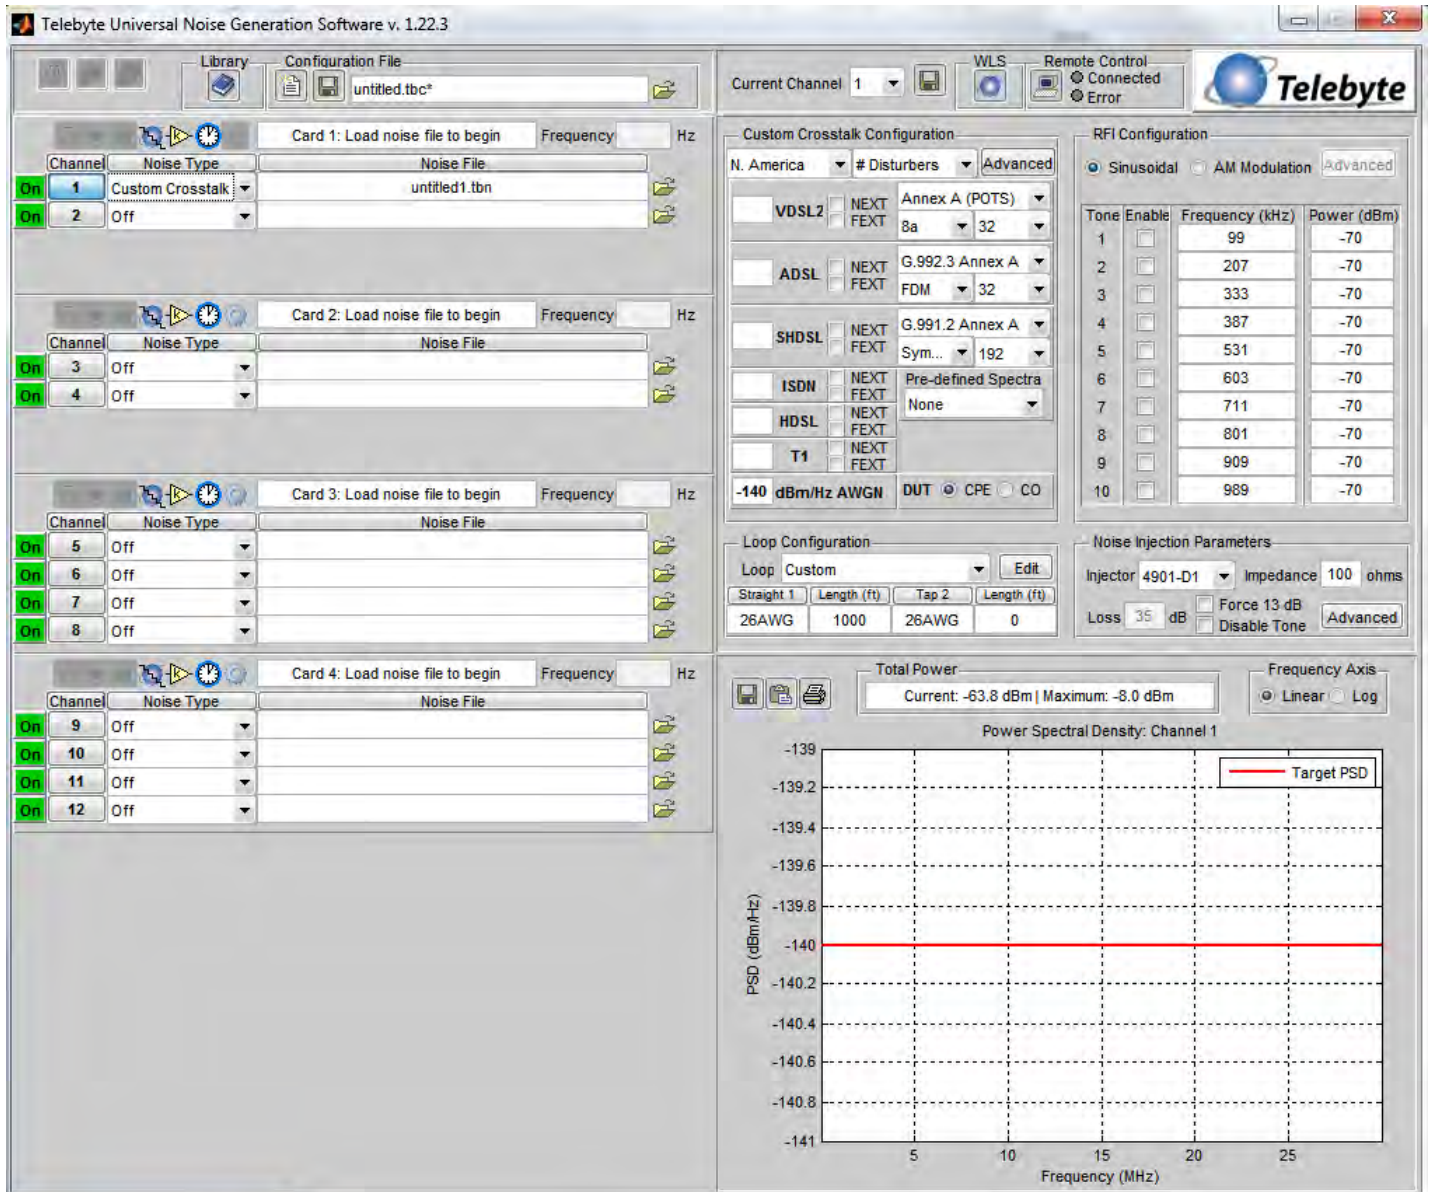 Telebyte Universal Noise Generation Software v. 1.22.3
Library
Configuration File
untitled.tbc*
Current Channel 1
WLS
Remote Control
Connected
Error
Telebyte
Card 1: Load noise file to begin Frequency Hz
Channel Noise Type Noise File
On 1 Custom Crosstalk untitled1.tbn
On 2 Off
Card 2: Load noise file to begin Frequency Hz
Channel Noise Type Noise File
On 3 Off
On 4 Off
Card 3: Load noise file to begin Frequency Hz
Channel Noise Type Noise File
On 5 Off
On 6 Off
On 7 Off
On 8 Off
Card 4: Load noise file to begin Frequency Hz
Channel Noise Type Noise File
On 9 Off
On 10 Off
On 11 Off
On 12 Off
Custom Crosstalk Configuration
N. America # Disturbers Advanced
VDSL2 NEXT FEXT Annex A (POTS)
8a 32
ADSL NEXT FEXT G.992.3 Annex A
FDM 32
SHDSL NEXT FEXT G.991.2 Annex A
Sym... 192
ISDN NEXT FEXT Pre-defined Spectra
None
HDSL NEXT FEXT
T1 NEXT FEXT
-140 dBm/Hz AWGN DUT CPE CO
RFI Configuration
Sinusoidal AM Modulation Advanced
Tone Enable Frequency (kHz) Power (dBm)
1 99 -70
2 207 -70
3 333 -70
4 387 -70
5 531 -70
6 603 -70
7 711 -70
8 801 -70
9 909 -70
10 989 -70
Loop Configuration
Loop Custom Edit
Straight 1 Length (ft) Tap 2 Length (ft)
26AWG 1000 26AWG 0
Noise Injection Parameters
Injector 4901-D1 Impedance 100 ohms
Loss 35 dB Force 13 dB
Disable Tone Advanced
Total Power
Current: -63.8 dBm | Maximum: -8.0 dBm
Frequency Axis
Linear Log
Power Spectral Density: Channel 1
Target PSD
PSD (dBm/Hz)
-139
-139.2
-139.4
-139.6
-139.8
-140
-140.2
-140.4
-140.6
-140.8
-141
5 10 15 20 25
Frequency (MHz)